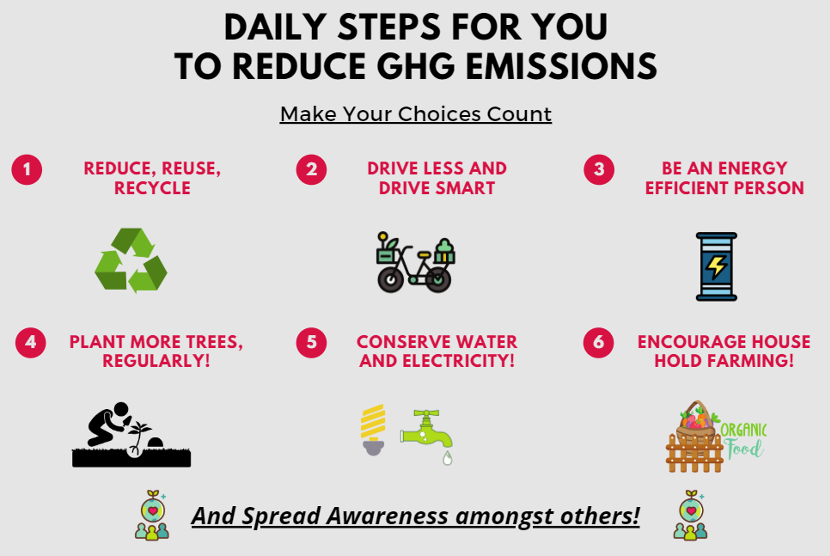 DAILY STEPS FOR YOU
TO REDUCE GHG EMISSIONS
Make Your Choices Count
1
REDUCE, REUSE,
RECYCLE
2
DRIVE LESS AND
DRIVE SMART
3
BE AN ENERGY
EFFICIENT PERSON
4
PLANT MORE TREES,
REGULARLY!
5
CONSERVE WATER
AND ELECTRICITY!
6
ENCOURAGE HOUSE
HOLD FARMING!
ORGANIC
Food
And Spread Awareness amongst others!